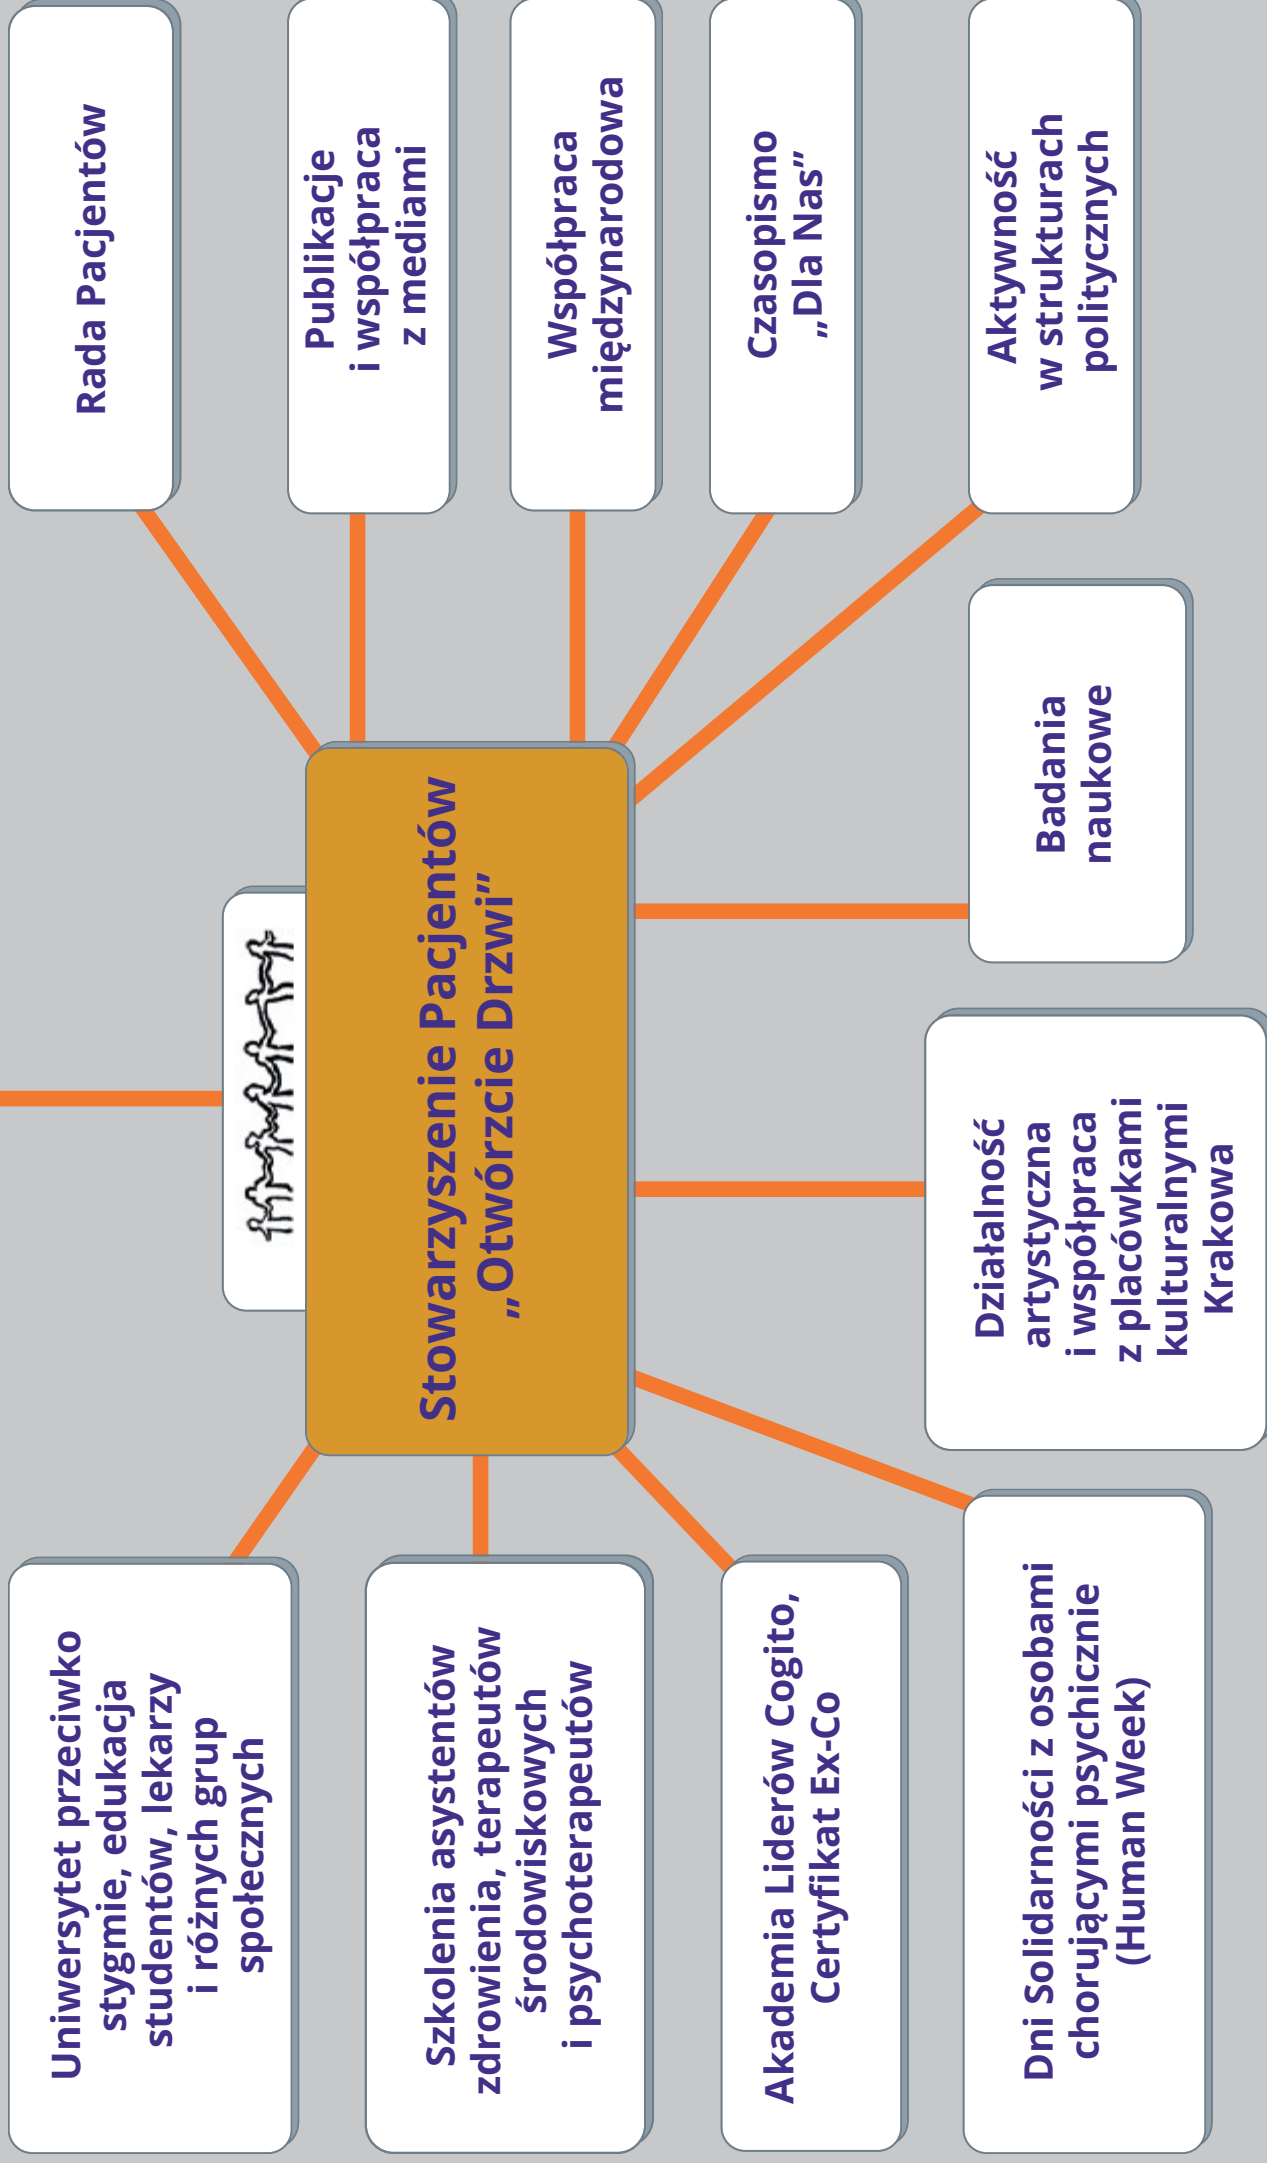 Uniwersytet przeciwko
stygmie, edukacja
studentów, lekarzy
i różnych grup
społecznych
Szkolenia asystentów
zdrowienia, terapeutów
środowiskowych
i psychoterapeutów
Akademia Liderów Cogito,
Certyfikat Ex-Co
Dni Solidarności z osobami
chorującymi psychicznie
(Human Week)
Stowarzyszenie Pacjentów
„Otwórzcie Drzwi”
Działalność
artystyczna
i współpraca
z placówkami
kulturalnymi
Krakowa
Badania
naukowe
Rada Pacjentów
Publikacje
i współpraca
z mediami
Współpraca
międzynarodowa
Czasopismo
„Dla Nas”
Aktywność
w strukturach
politycznych